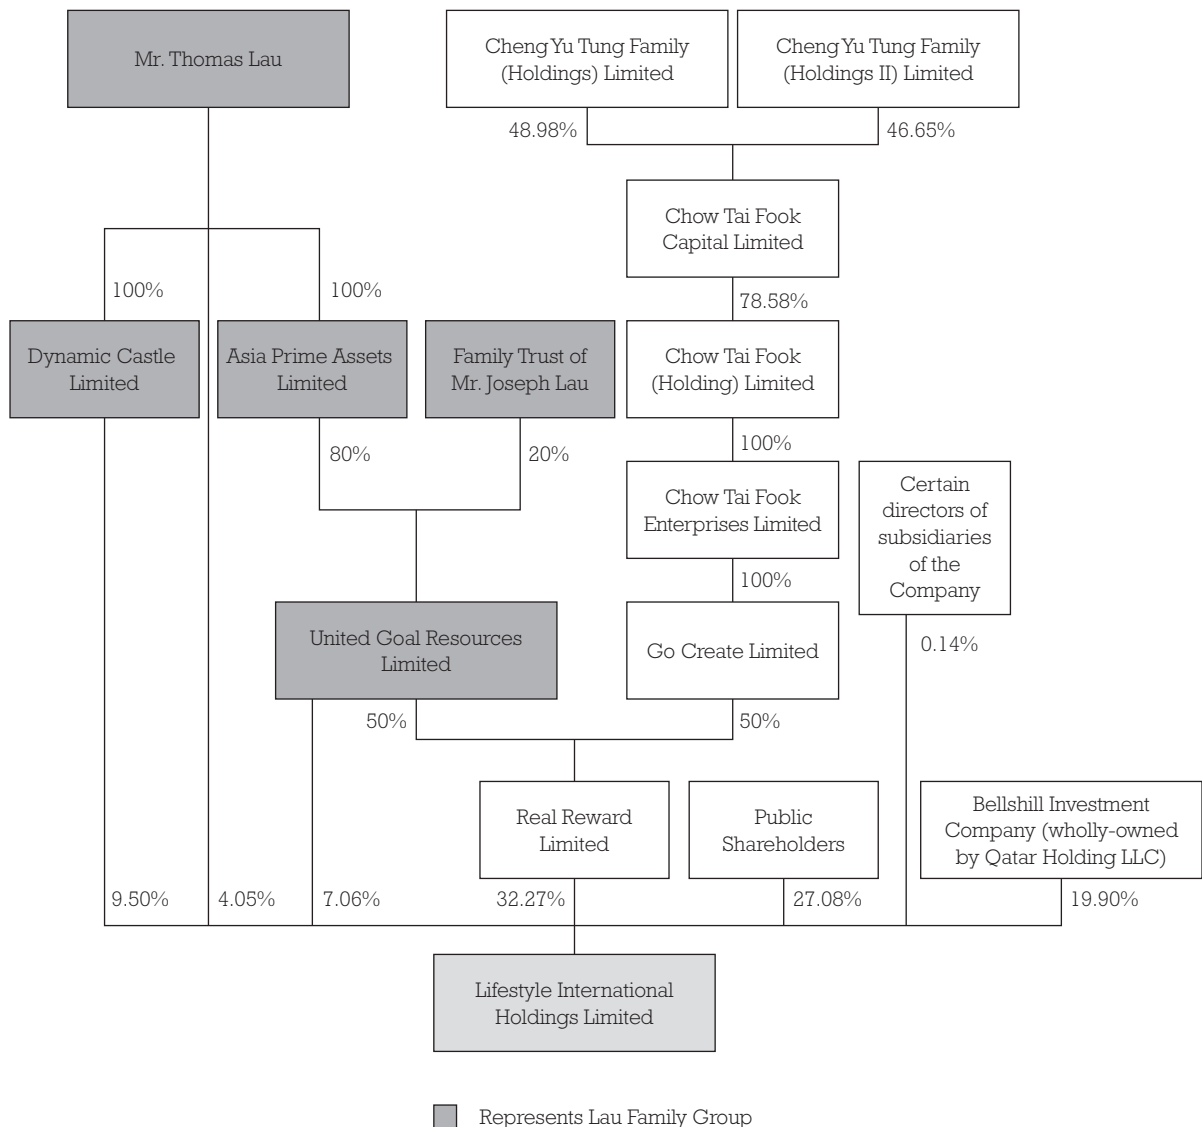 Mr. Thomas Lau
Cheng Yu Tung Family
(Holdings) Limited
Cheng Yu Tung Family
(Holdings II) Limited
48.98%
46.65%
Chow Tai Fook
Capital Limited
78.58%
100%
100%
Dynamic Castle
Limited
Asia Prime Assets
Limited
Family Trust of
Mr. Joseph Lau
Chow Tai Fook
(Holding) Limited
80%
20%
100%
Chow Tai Fook
Enterprises Limited
Certain
directors of
subsidiaries
of the
Company
100%
United Goal Resources
Limited
Go Create Limited
0.14%
50%
50%
Real Reward
Limited
Public
Shareholders
Bellshill Investment
Company (wholly-owned
by Qatar Holding LLC)
9.50%
4.05%
7.06%
32.27%
27.08%
19.90%
Lifestyle International
Holdings Limited
Represents Lau Family Group